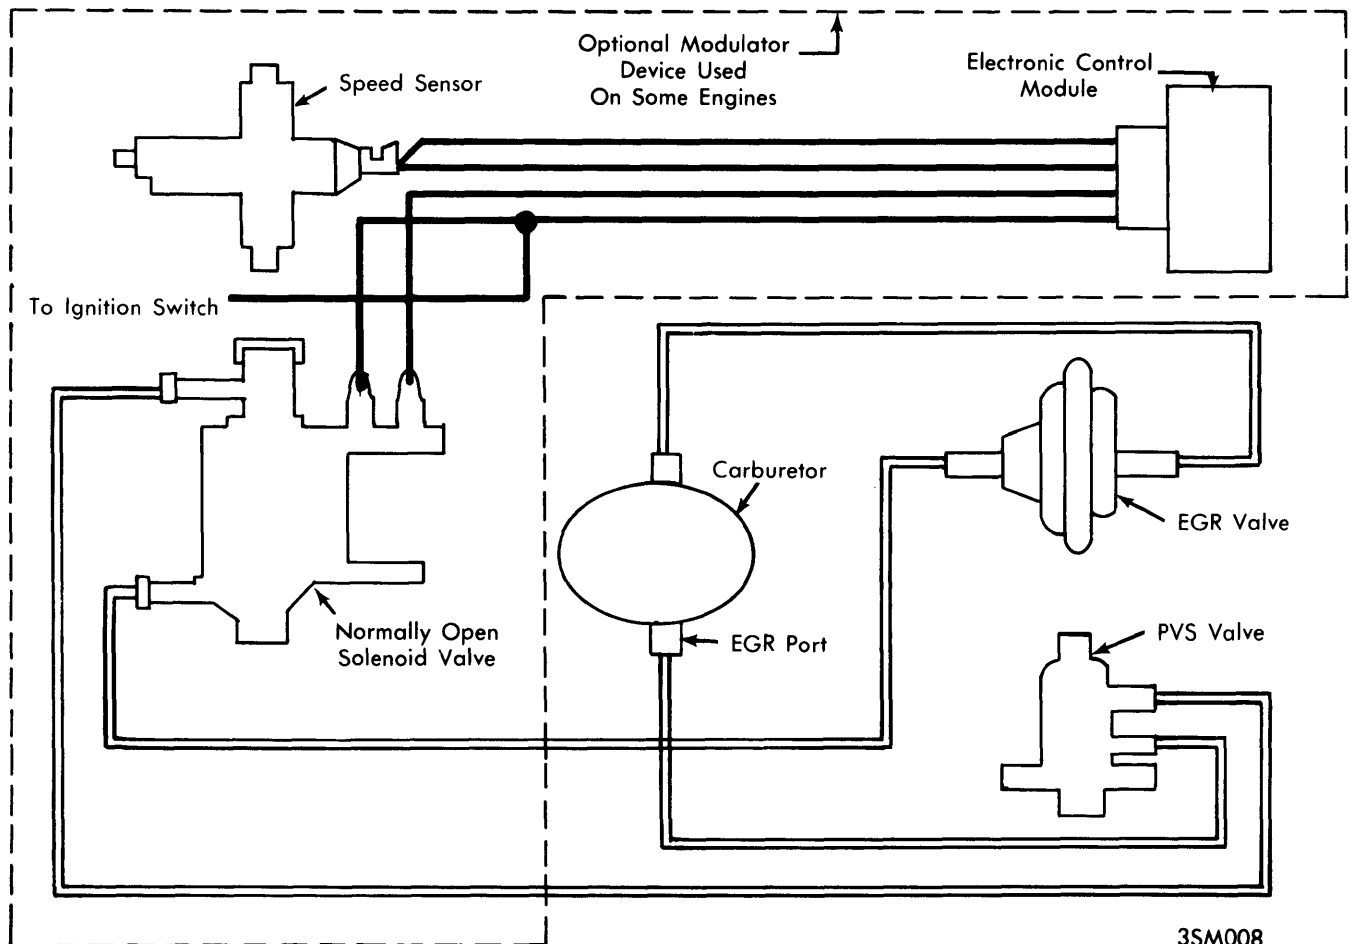 Optional Modulator
Device Used
On Some Engines
Electronic Control
Module
Speed Sensor
To Ignition Switch
Carburetor
EGR Valve
Normally Open
Solenoid Valve
EGR Port
PVS Valve
3SM008